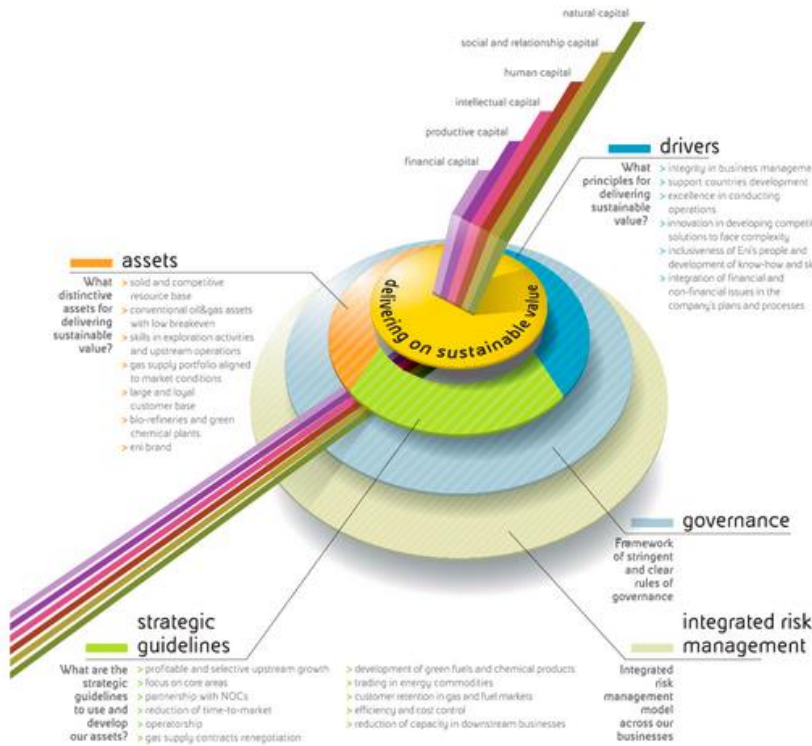 natural capital
social and relationship capital
human capital
intellectual capital
productive capital
financial capital
drivers
What
principles for
delivering
sustainable
value?
> integrity in business manageme
> support countries development
> excellence in conducting
operations
> innovation in developing competi
solutions to face complexity
> inclusiveness of Eni's people and
development of know-how and sk
> integration of financial and
non-financial issues in the
company's plans and processes
assets
What
distinctive
assets for
delivering
sustainable
value?
> solid and competitive
resource base
> conventional oil&gas assets
with low breakeven
> skills in exploration activities
and upstream operations
> gas supply portfolio aligned
to market conditions
> large and loyal
customer base
> bio-refineries and green
chemical plants.
> eni brand
delivering on sustainable value
governance
Framework
of stringent
and clear
rules of
governance
strategic
guidelines
What are the
strategic
guidelines
to use and
develop
our assets?
> profitable and selective upstream growth
> focus on core areas
> partnership with NOCs
> reduction of time-to-market
> operatorship
> gas supply contracts renegotiation
> development of green fuels and chemical products
> trading in energy commodities
> customer retention in gas and fuel markets
> efficiency and cost control
> reduction of capacity in downstream businesses
integrated risk
management
Integrated
risk
management
model
across our
businesses